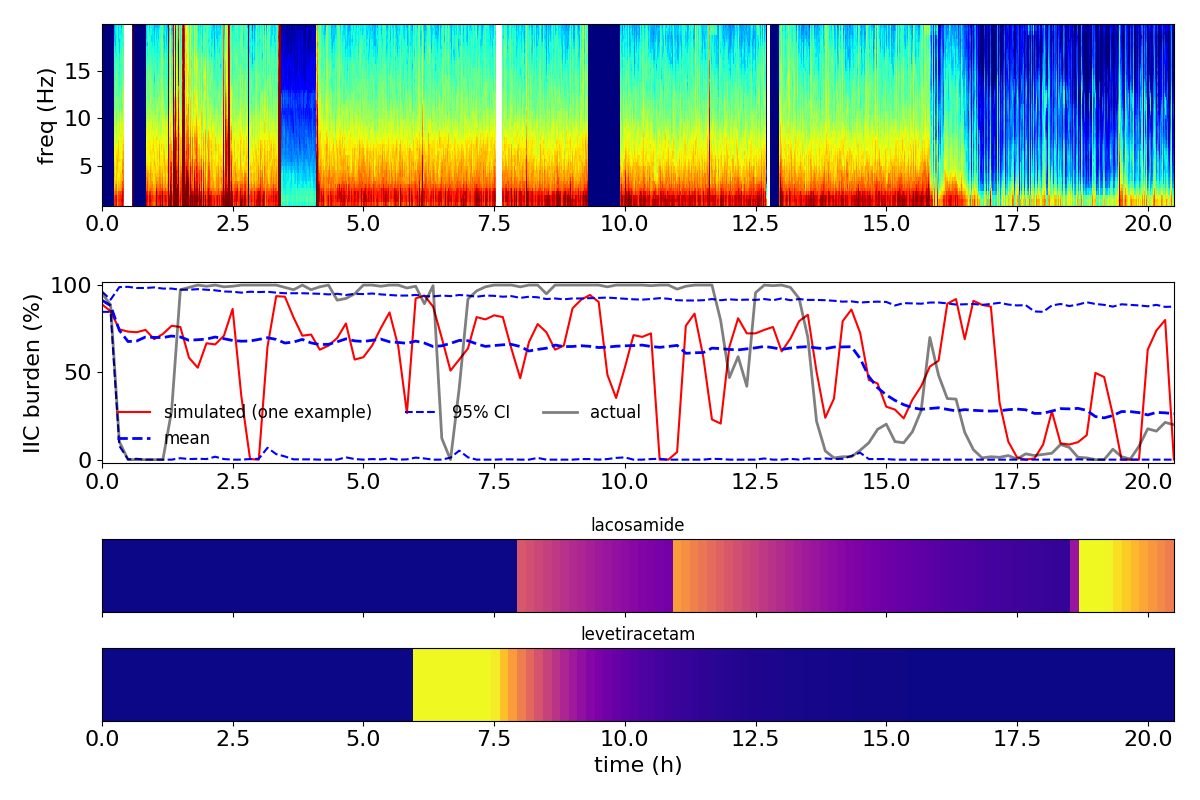 freq (Hz)
15
10
5
0.0 2.5 5.0 7.5 10.0 12.5 15.0 17.5 20.0
IIC burden (%)
100
50
0
simulated (one example) 95% CI actual
mean
0.0 2.5 5.0 7.5 10.0 12.5 15.0 17.5 20.0
lacosamide
levetiracetam
0.0 2.5 5.0 7.5 10.0 12.5 15.0 17.5 20.0
time (h)